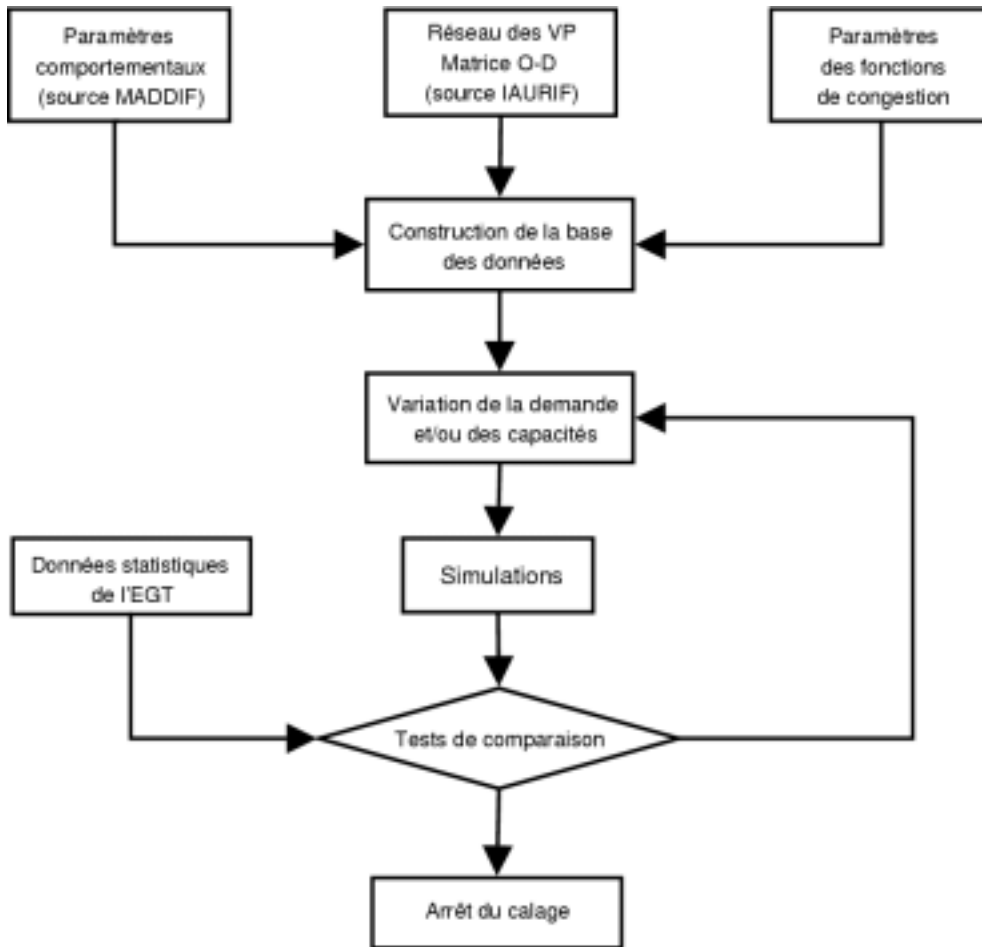 Paramètres
comportementaux
(source MADDIF)
Réseau des VP
Matrice O-D
(source IAURIF)
Paramètres
des fonctions
de congestion
Construction de la base
des données
Variation de la demande
et/ou des capacités
Données statistiques
de l'EGT
Simulations
Tests de comparaison
Arrêt du calage